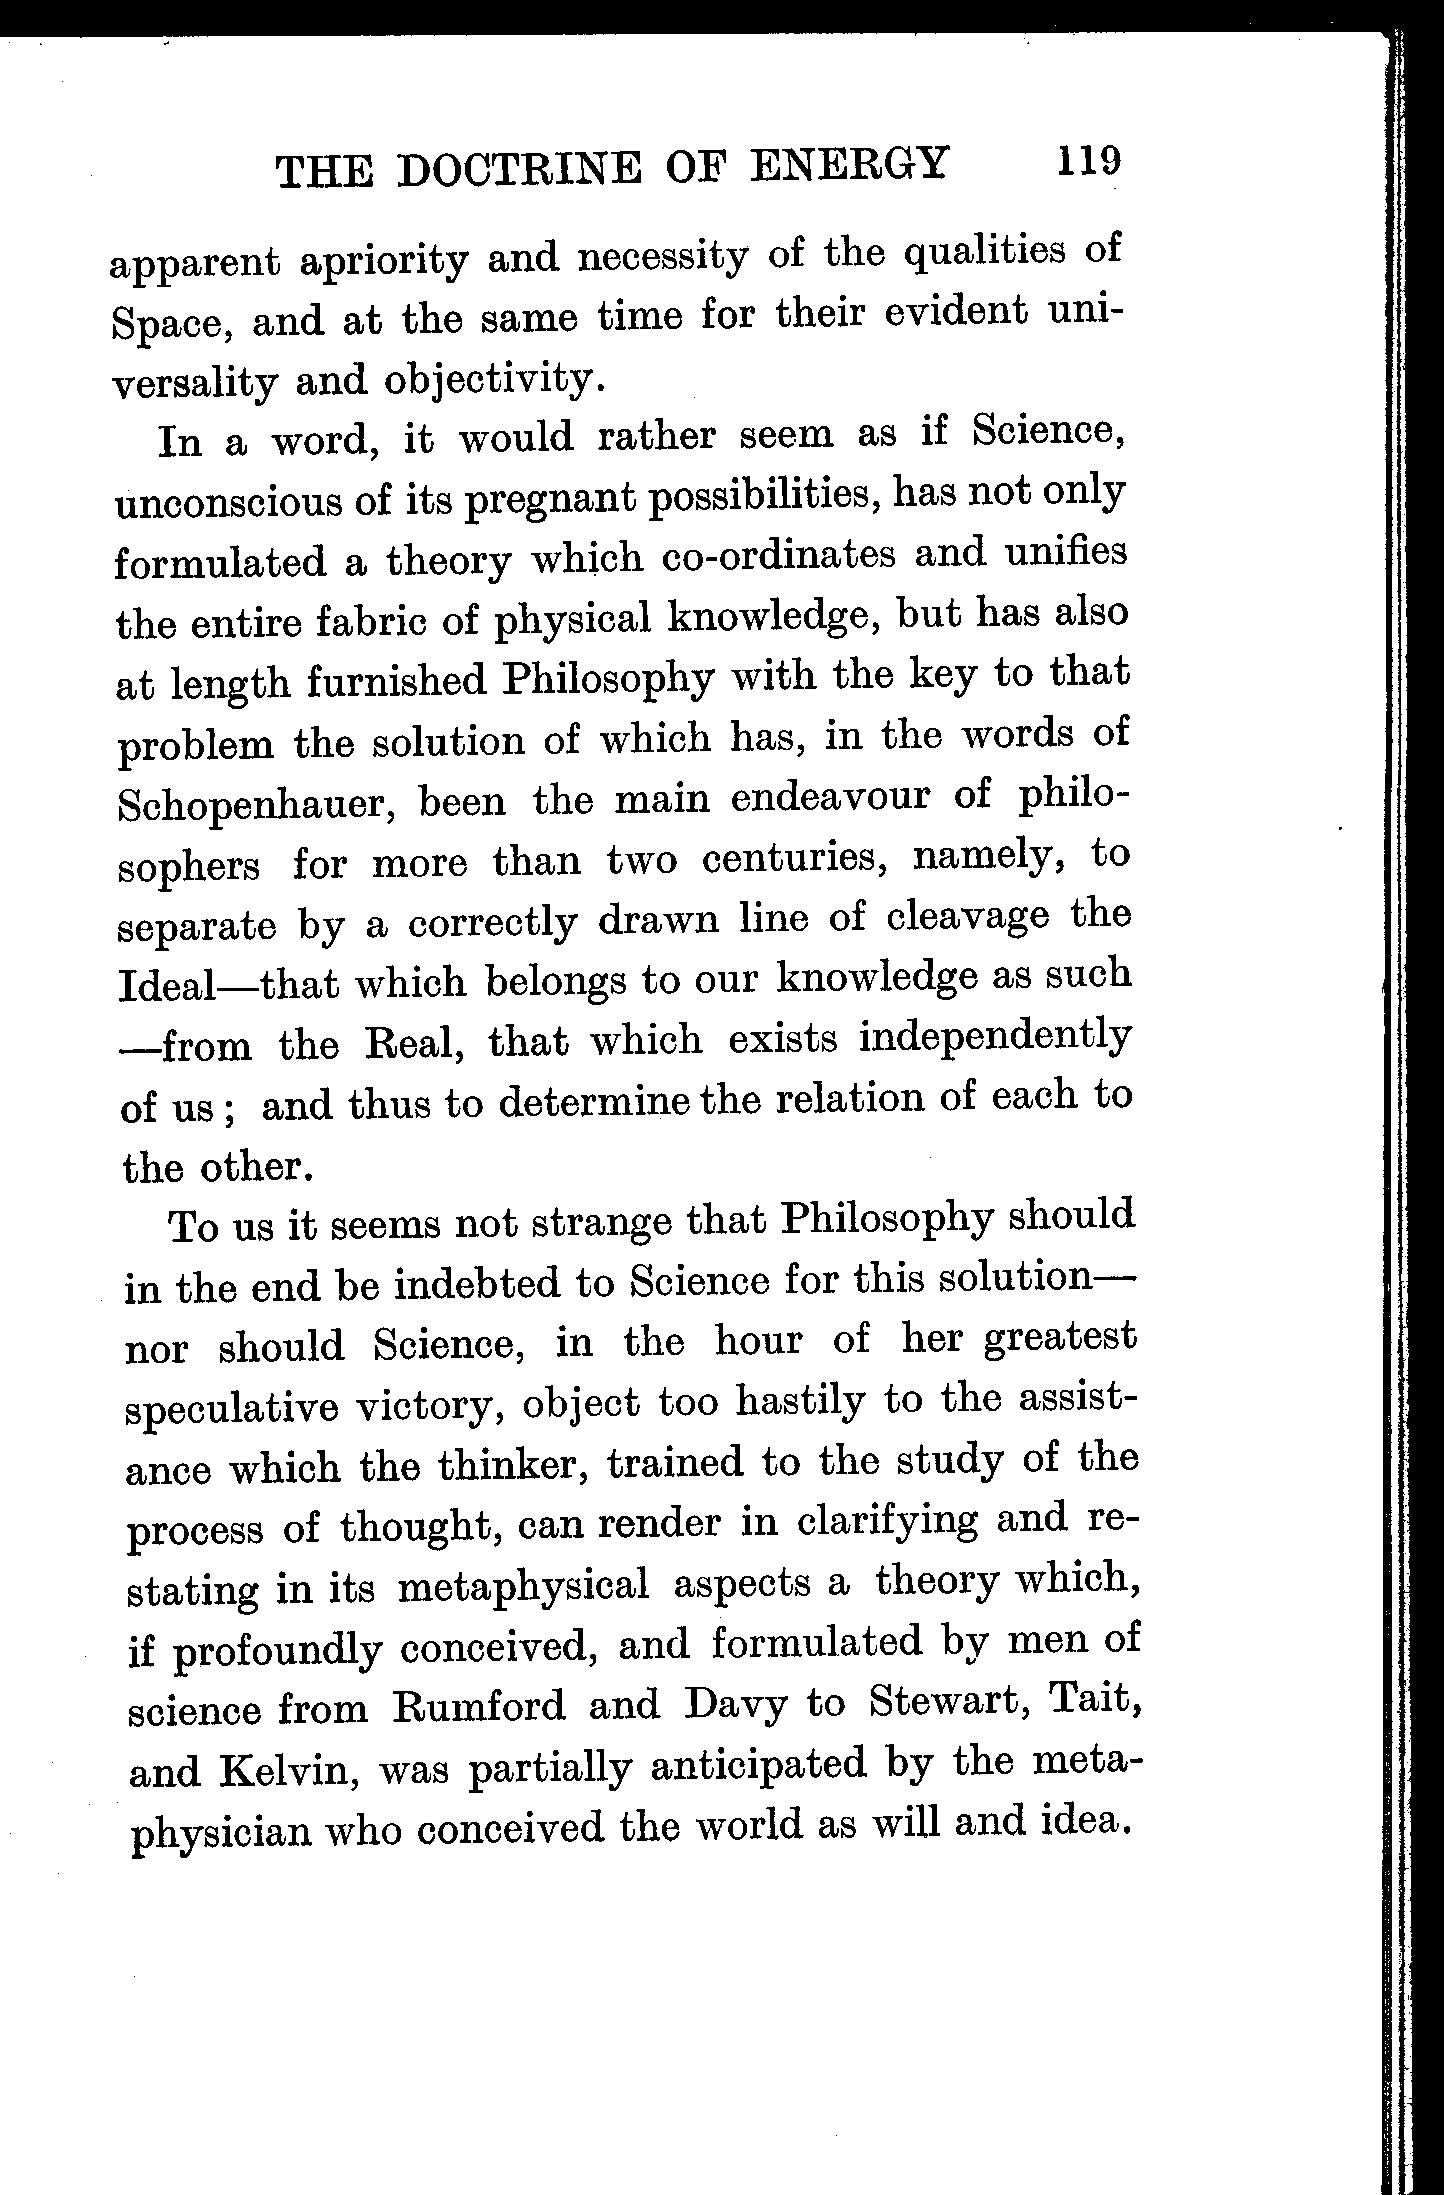 THE DOCTRINE OF ENERGY 119
apparent apriority and necessity of the qualities of
Space, and at the same time for their evident uni-
versality and objectivity.
In a word, it would rather seem as if Science,
unconscious of its pregnant possibilities, has not only
formulated a theory which co-ordinates and unifies
the entire fabric of physical knowledge, but has also
at length furnished Philosophy with the key to that
problem the solution of which has, in the words of
Schopenhauer, been the main endeavour of philo-
sophers for more than two centuries, namely, to
separate by a correctly drawn line of cleavage the
Ideal—that which belongs to our knowledge as such
—from the Real, that which exists independently
of us; and thus to determine the relation of each to
the other.
To us it seems not strange that Philosophy should
in the end be indebted to Science for this solution—
nor should Science, in the hour of her greatest
speculative victory, object too hastily to the assist-
ance which the thinker, trained to the study of the
process of thought, can render in clarifying and re-
stating in its metaphysical aspects a theory which,
if profoundly conceived, and formulated by men of
science from Rumford and Davy to Stewart, Tait,
and Kelvin, was partially anticipated by the meta-
physician who conceived the world as will and idea.